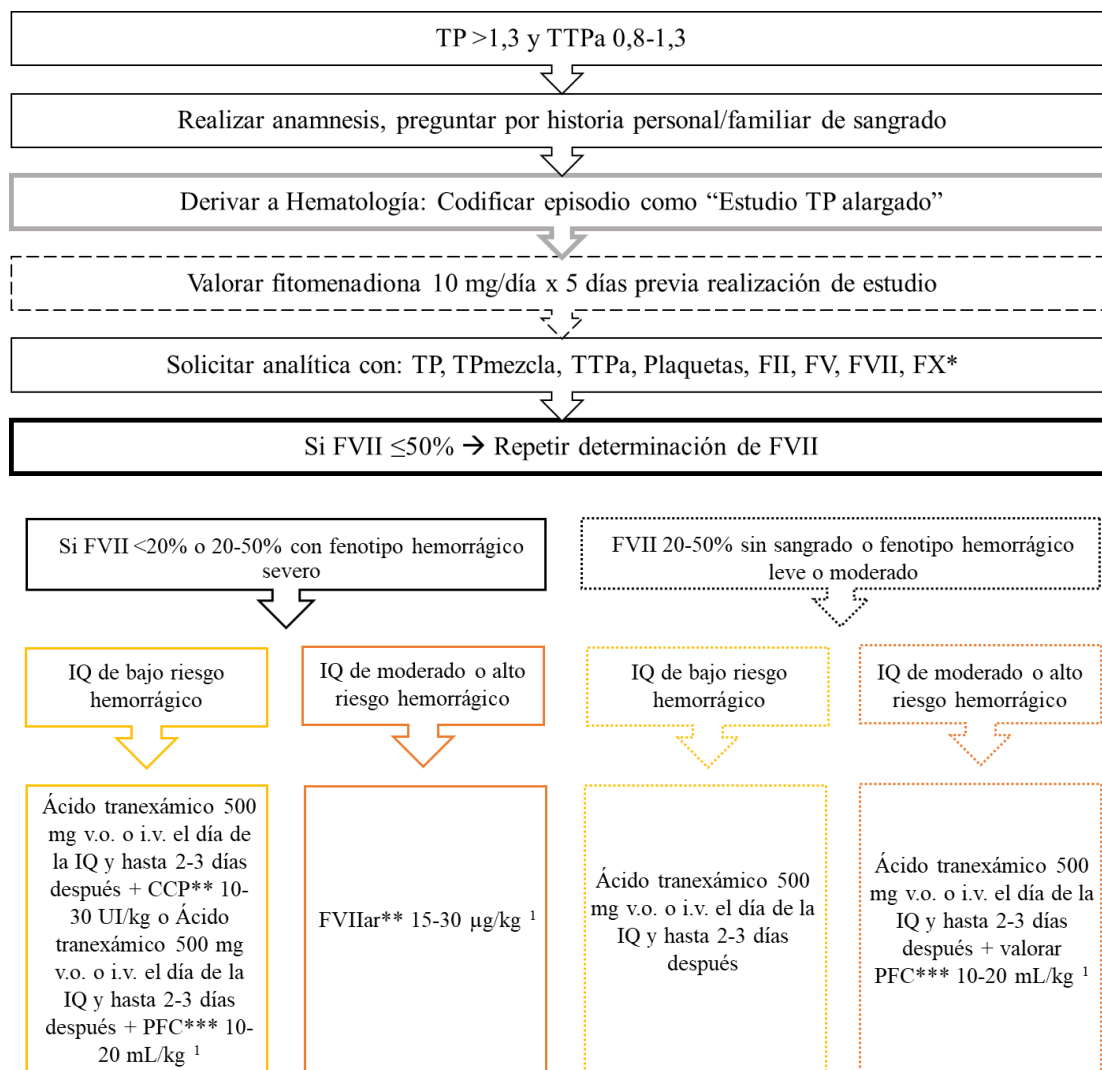 TP >1,3 y TTPa 0,8-1,3
Realizar anamnesis, preguntar por historia personal/familiar de sangrado
Derivar a Hematología: Codificar episodio como “Estudio TP alargado”
Valorar fitomenadiona 10 mg/día x 5 días previa realización de estudio
Solicitar analítica con: TP, TPmezcla, TTPa, Plaquetas, FII, FV, FVII, FX*
Si FVII ≤50% → Repetir determinación de FVII
Si FVII <20% o 20-50% con fenotipo hemorrágico
severo
FVII 20-50% sin sangrado o fenotipo hemorrágico
leve o moderado
IQ de bajo riesgo
hemorrágico
IQ de moderado o alto
riesgo hemorrágico
IQ de bajo riesgo
hemorrágico
IQ de moderado o alto
riesgo hemorrágico
Ácido tranexámico 500
mg v.o. o i.v. el día de
la IQ y hasta 2-3 días
después + CCP** 10-
30 UI/kg o Ácido
tranexámico 500 mg
v.o. o i.v. el día de la
IQ y hasta 2-3 días
después + PFC*** 10-
20 mL/kg ¹
FVIIar** 15-30 µg/kg ¹
Ácido tranexámico 500
mg v.o. o i.v. el día de la
IQ y hasta 2-3 días
después
Ácido tranexámico 500
mg v.o. o i.v. el día de la
IQ y hasta 2-3 días
después + valorar
PFC*** 10-20 mL/kg ¹